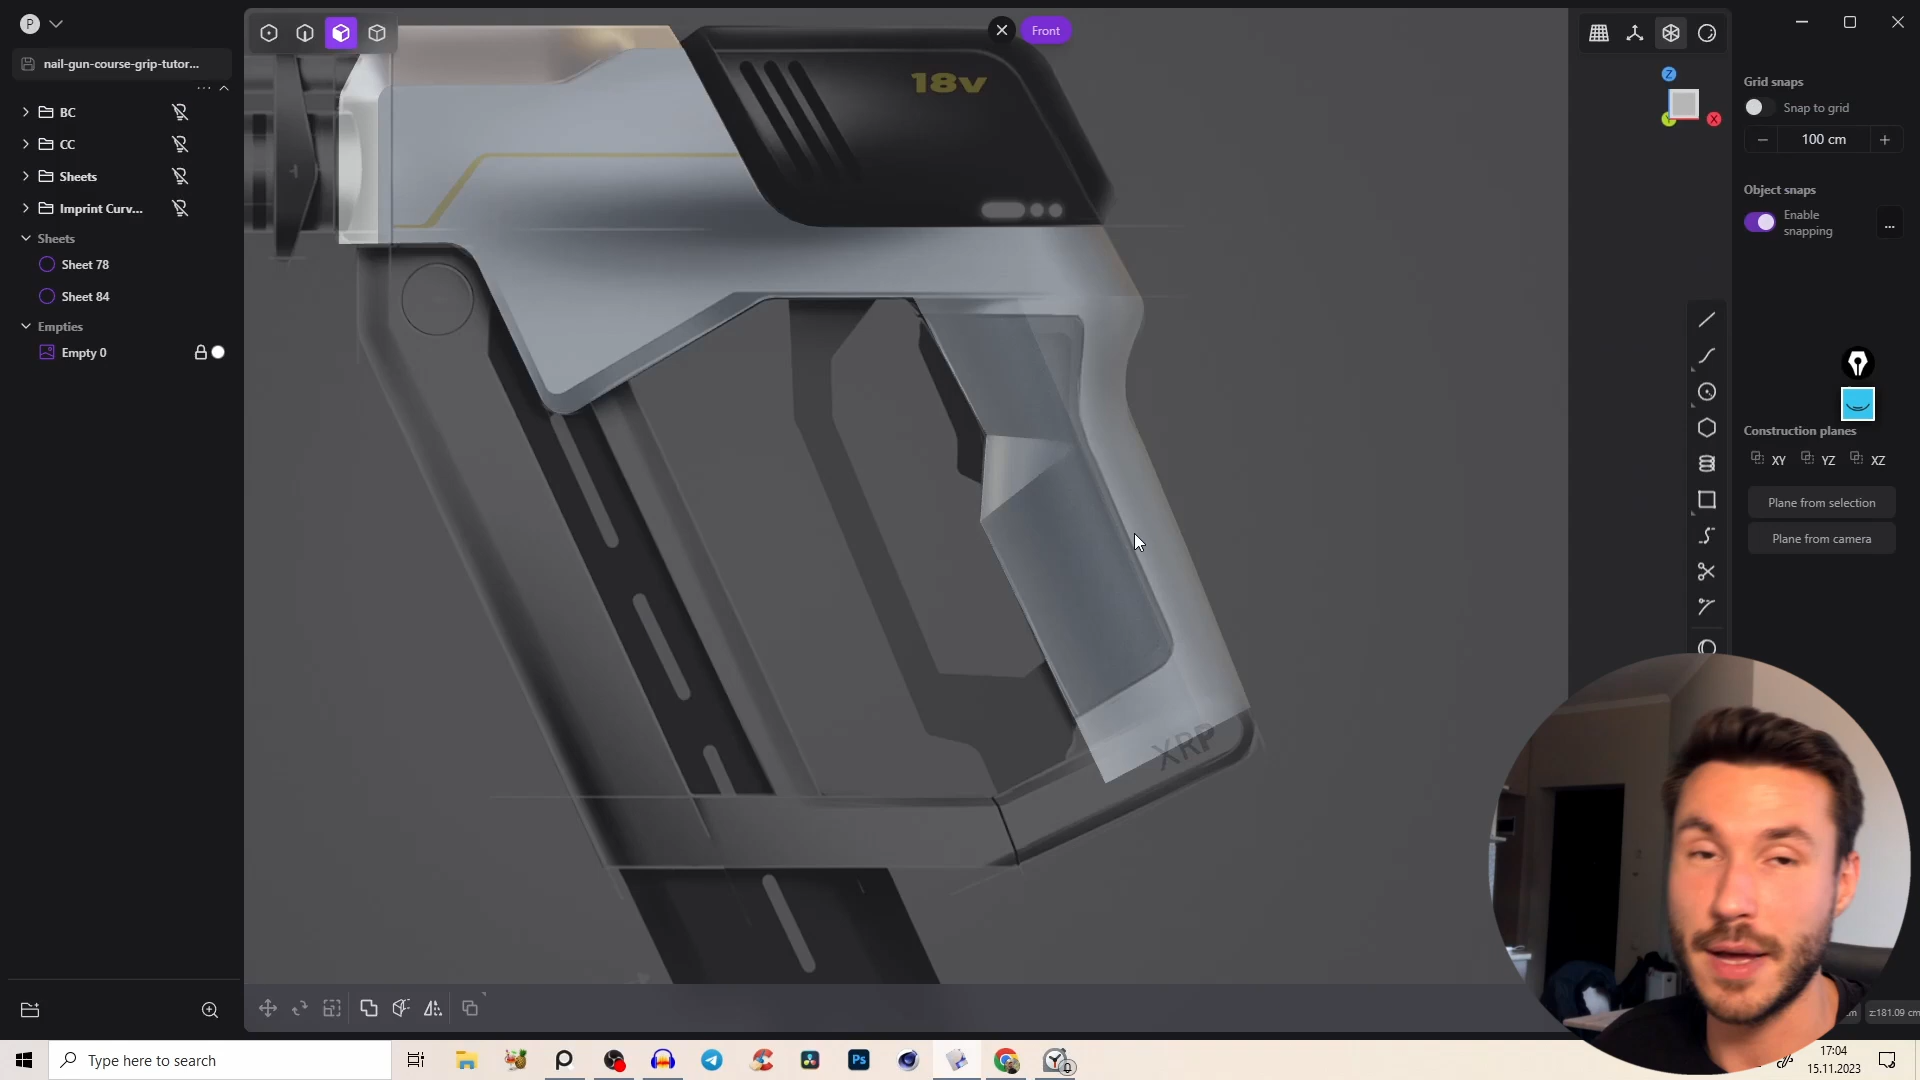 P
nail-gun-course-grip-tutor...
BC
CC
Sheets
Imprint Curv...
Sheets
Sheet 78
Sheet 84
Empties
Empty 0
Front
18v
XRP
Z
X
Grid snaps
Snap to grid
100 cm
Object snaps
Enable
snapping
...
Construction planes
XY
YZ
XZ
Plane from selection
Plane from camera
z:181.09 cm
Type here to search
Ps
17:04
15.11.2023